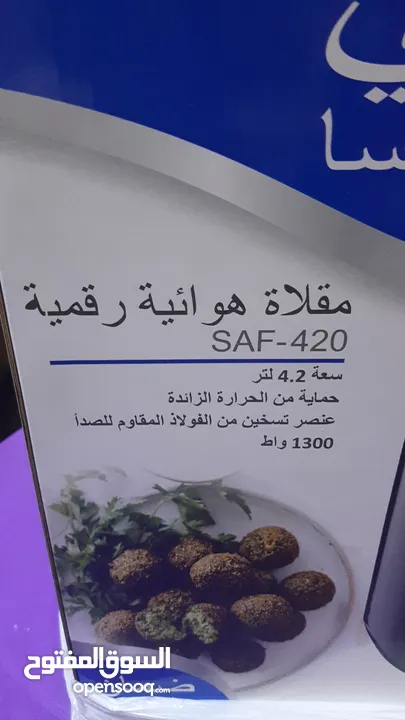 مقلاة هوائية رقمية
SAF-420
سعة 4.2 لتر
حماية من الحرارة الزائدة
عنصر تسخين من الفولاذ المقاوم للصدأ
1300 واط
السوق المفتوح
opensooq.com